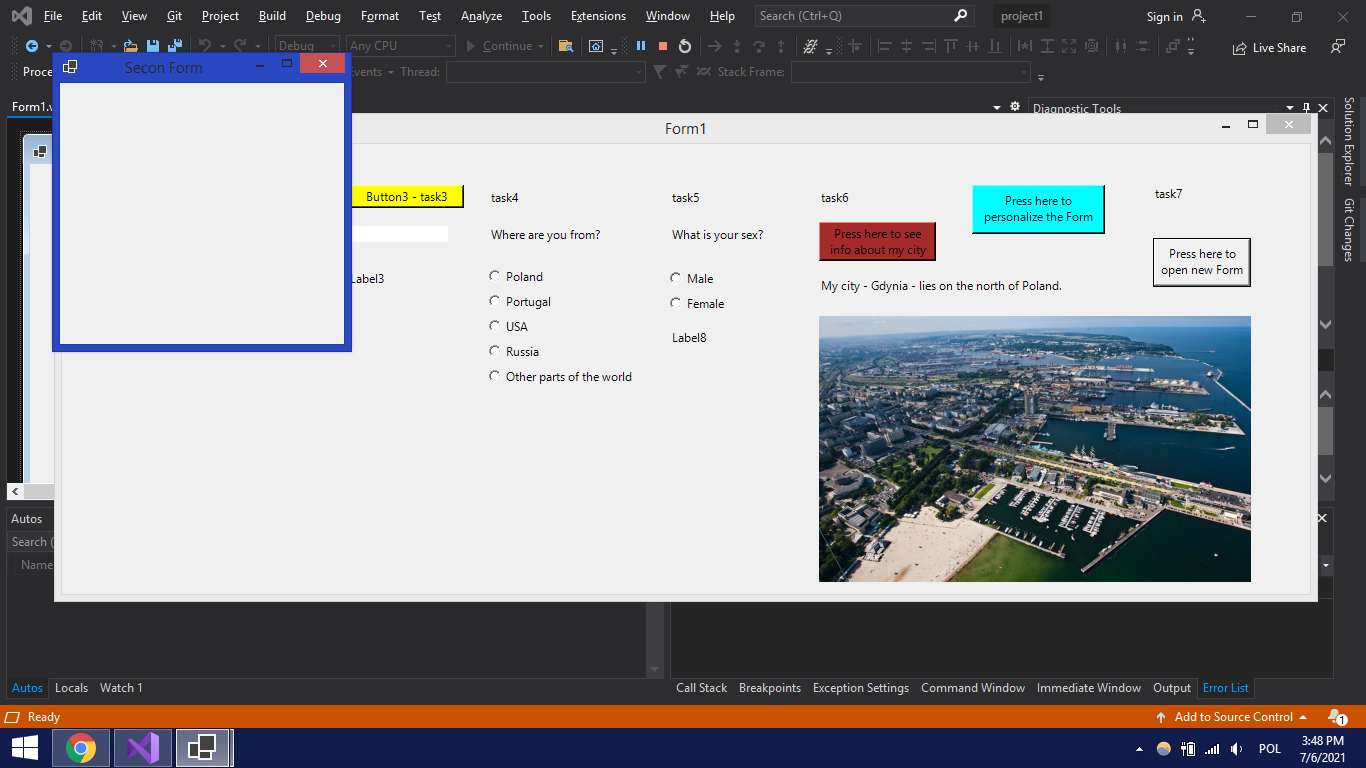 File Edit View Git Project Build Debug Format Test Analyze Tools Extensions Window Help Search (Ctrl+Q) project1 Sign in
Debug Any CPU Continue Live Share
Proce Events Thread: Stack Frame:
Secon Form
Form1.v
Diagnostic Tools
Solution Explorer
Git Changes
Form1
Button3 - task3
Label3
task4
Where are you from?
Poland
Portugal
USA
Russia
Other parts of the world
task5
What is your sex?
Male
Female
Label8
task6
Press here to see
info about my city
My city - Gdynia - lies on the north of Poland.
Press here to
personalize the Form
task7
Press here to
open new Form
Autos
Search (
Name
Autos Locals Watch 1
Call Stack Breakpoints Exception Settings Command Window Immediate Window Output Error List
Ready Add to Source Control 1
POL 3:48 PM
7/6/2021